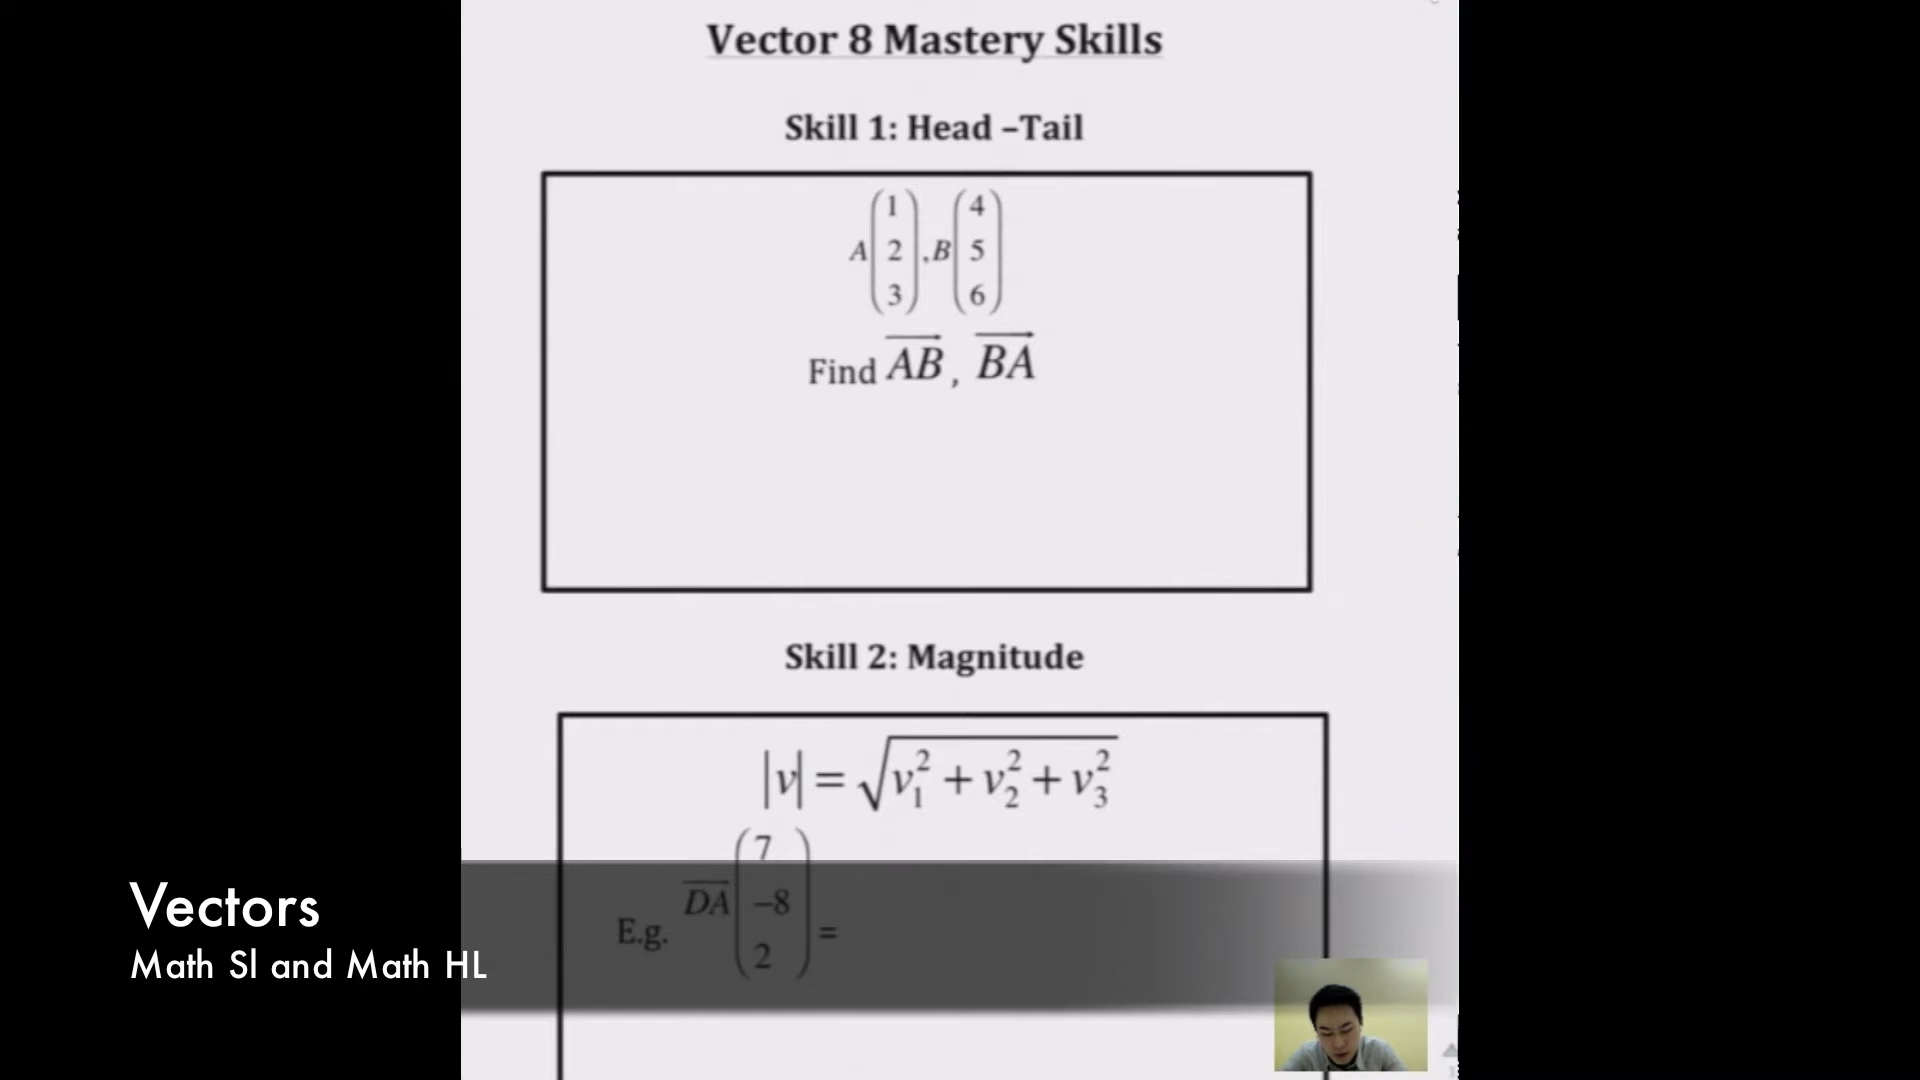 Vector 8 Mastery Skills
Skill 1: Head –Tail
A(1 2 3), B(4 5 6)
Find AB, BA
Skill 2: Magnitude
|v| = √v₁² + v₂² + v₃²
E.g. DA(7 –8 2) =
Vectors
Math Sl and Math HL